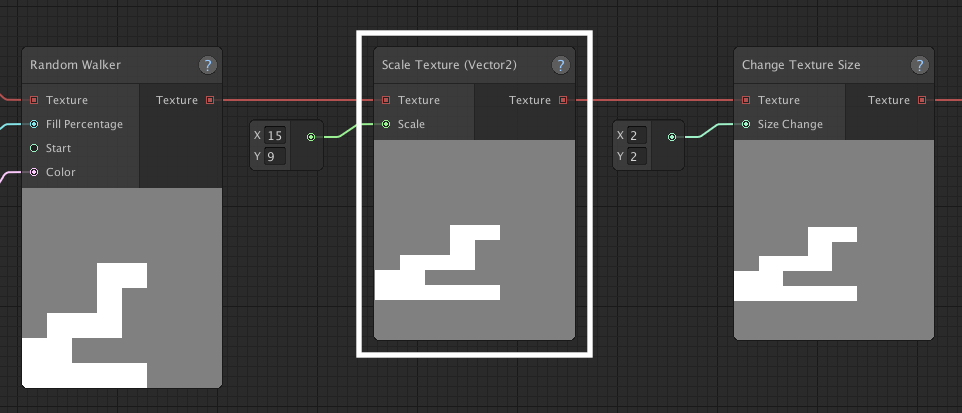 Random Walker ?
Texture Texture
Fill Percentage
Start
Color
X 15
Y 9
Scale Texture (Vector2) ?
Texture Texture
Scale
X 2
Y 2
Change Texture Size ?
Texture Texture
Size Change